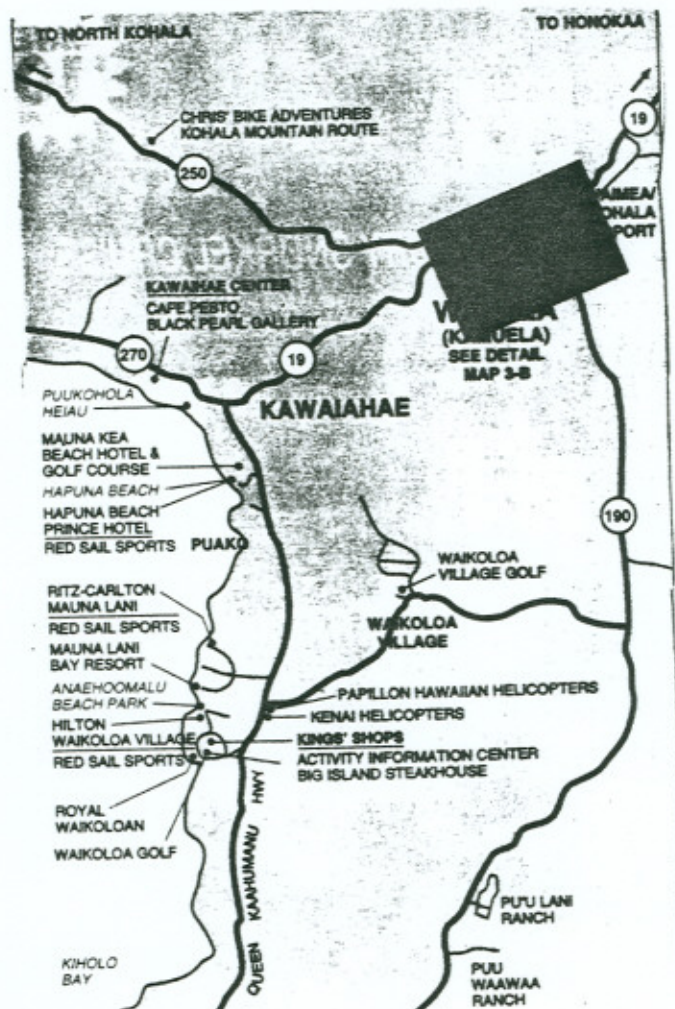 TO NORTH KOHALA
TO HONOKAA
19
CHRIS' BIKE ADVENTURES
KOHALA MOUNTAIN ROUTE
250
KAWAIHAE CENTER
CAFE PESTO
BLACK PEARL GALLERY
(KAMUELA)
SEE DETAIL
MAP 3-B
270
19
PUUKOHOLA
HEIAU
KAWAIAHAE
MAUNA KEA
BEACH HOTEL &
GOLF COURSE
HAPUNA BEACH
HAPUNA BEACH
PRINCE HOTEL
RED SAIL SPORTS
PUAKO
190
WAIKOLOA
VILLAGE GOLF
WAIKOLOA
VILLAGE
RITZ-CARLTON
MAUNA LANI
RED SAIL SPORTS
MAUNA LANI
BAY RESORT
ANAEHOOMALU
BEACH PARK
PAPILLON HAWAIIAN HELICOPTERS
KENAI HELICOPTERS
HILTON
WAIKOLOA VILLAGE
RED SAIL SPORTS
KINGS' SHOPS
ACTIVITY INFORMATION CENTER
BIG ISLAND STEAKHOUSE
ROYAL
WAIKOLOAN
WAIKOLOA GOLF
QUEEN KAAHUMANU HWY
PU'U LANI
RANCH
KIHOLO
BAY
PUU
WAAWAA
RANCH